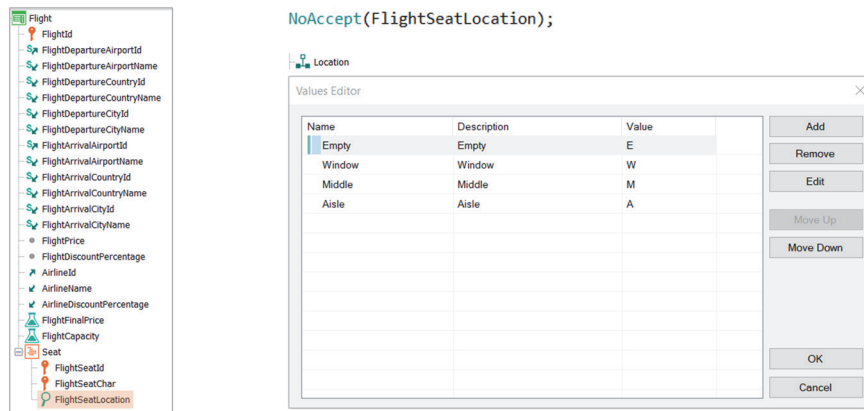 Flight
FlightId
FlightDepartureAirportId
FlightDepartureAirportName
FlightDepartureCountryId
FlightDepartureCountryName
FlightDepartureCityId
FlightDepartureCityName
FlightArrivalAirportId
FlightArrivalAirportName
FlightArrivalCountryId
FlightArrivalCountryName
FlightArrivalCityId
FlightArrivalCityName
FlightPrice
FlightDiscountPercentage
AirlineId
AirlineName
AirlineDiscountPercentage
FlightFinalPrice
FlightCapacity
Seat
FlightSeatId
FlightSeatChar
FlightSeatLocation
NoAccept(FlightSeatLocation);
Location
Values Editor
Name Description Value
Empty Empty E
Window Window W
Middle Middle M
Aisle Aisle A
Add
Remove
Edit
Move Up
Move Down
OK
Cancel